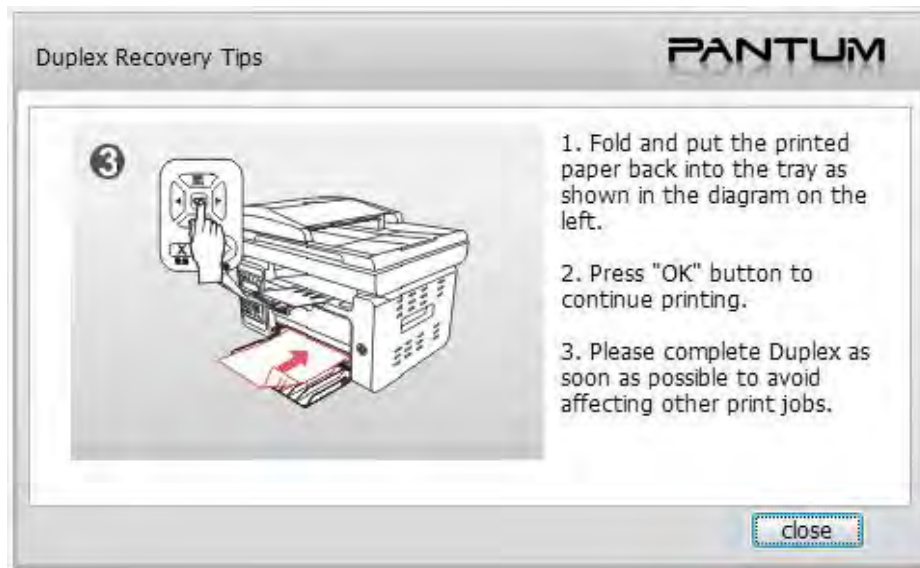 Duplex Recovery Tips
PANTUM
3
1. Fold and put the printed
paper back into the tray as
shown in the diagram on the
left.
2. Press "OK" button to
continue printing.
3. Please complete Duplex as
soon as possible to avoid
affecting other print jobs.
close